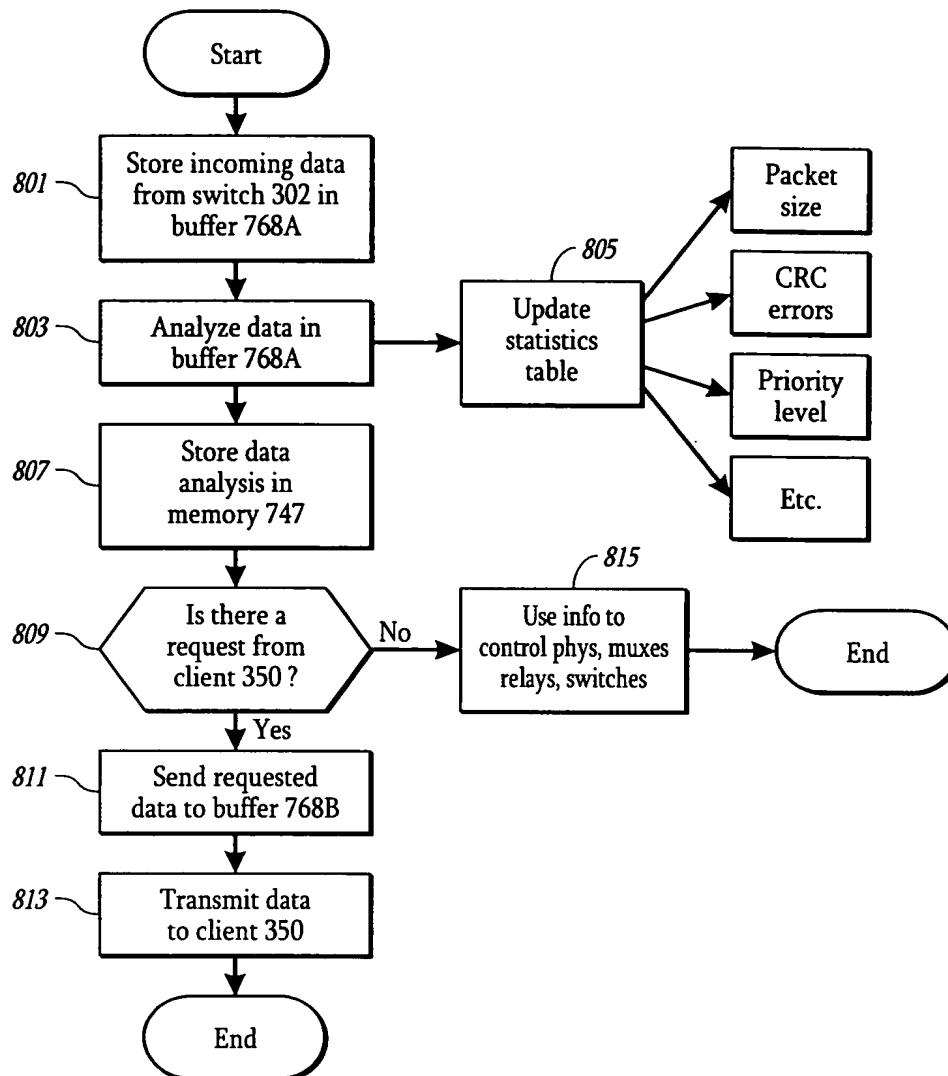 Start
801
Store incoming data
from switch 302 in
buffer 768A
803
Analyze data in
buffer 768A
805
Update
statistics
table
Packet
size
CRC
errors
Priority
level
Etc.
807
Store data
analysis in
memory 747
809
Is there a
request from
client 350 ?
No
815
Use info to
control phys, muxes
relays, switches
End
Yes
811
Send requested
data to buffer 768B
813
Transmit data
to client 350
End